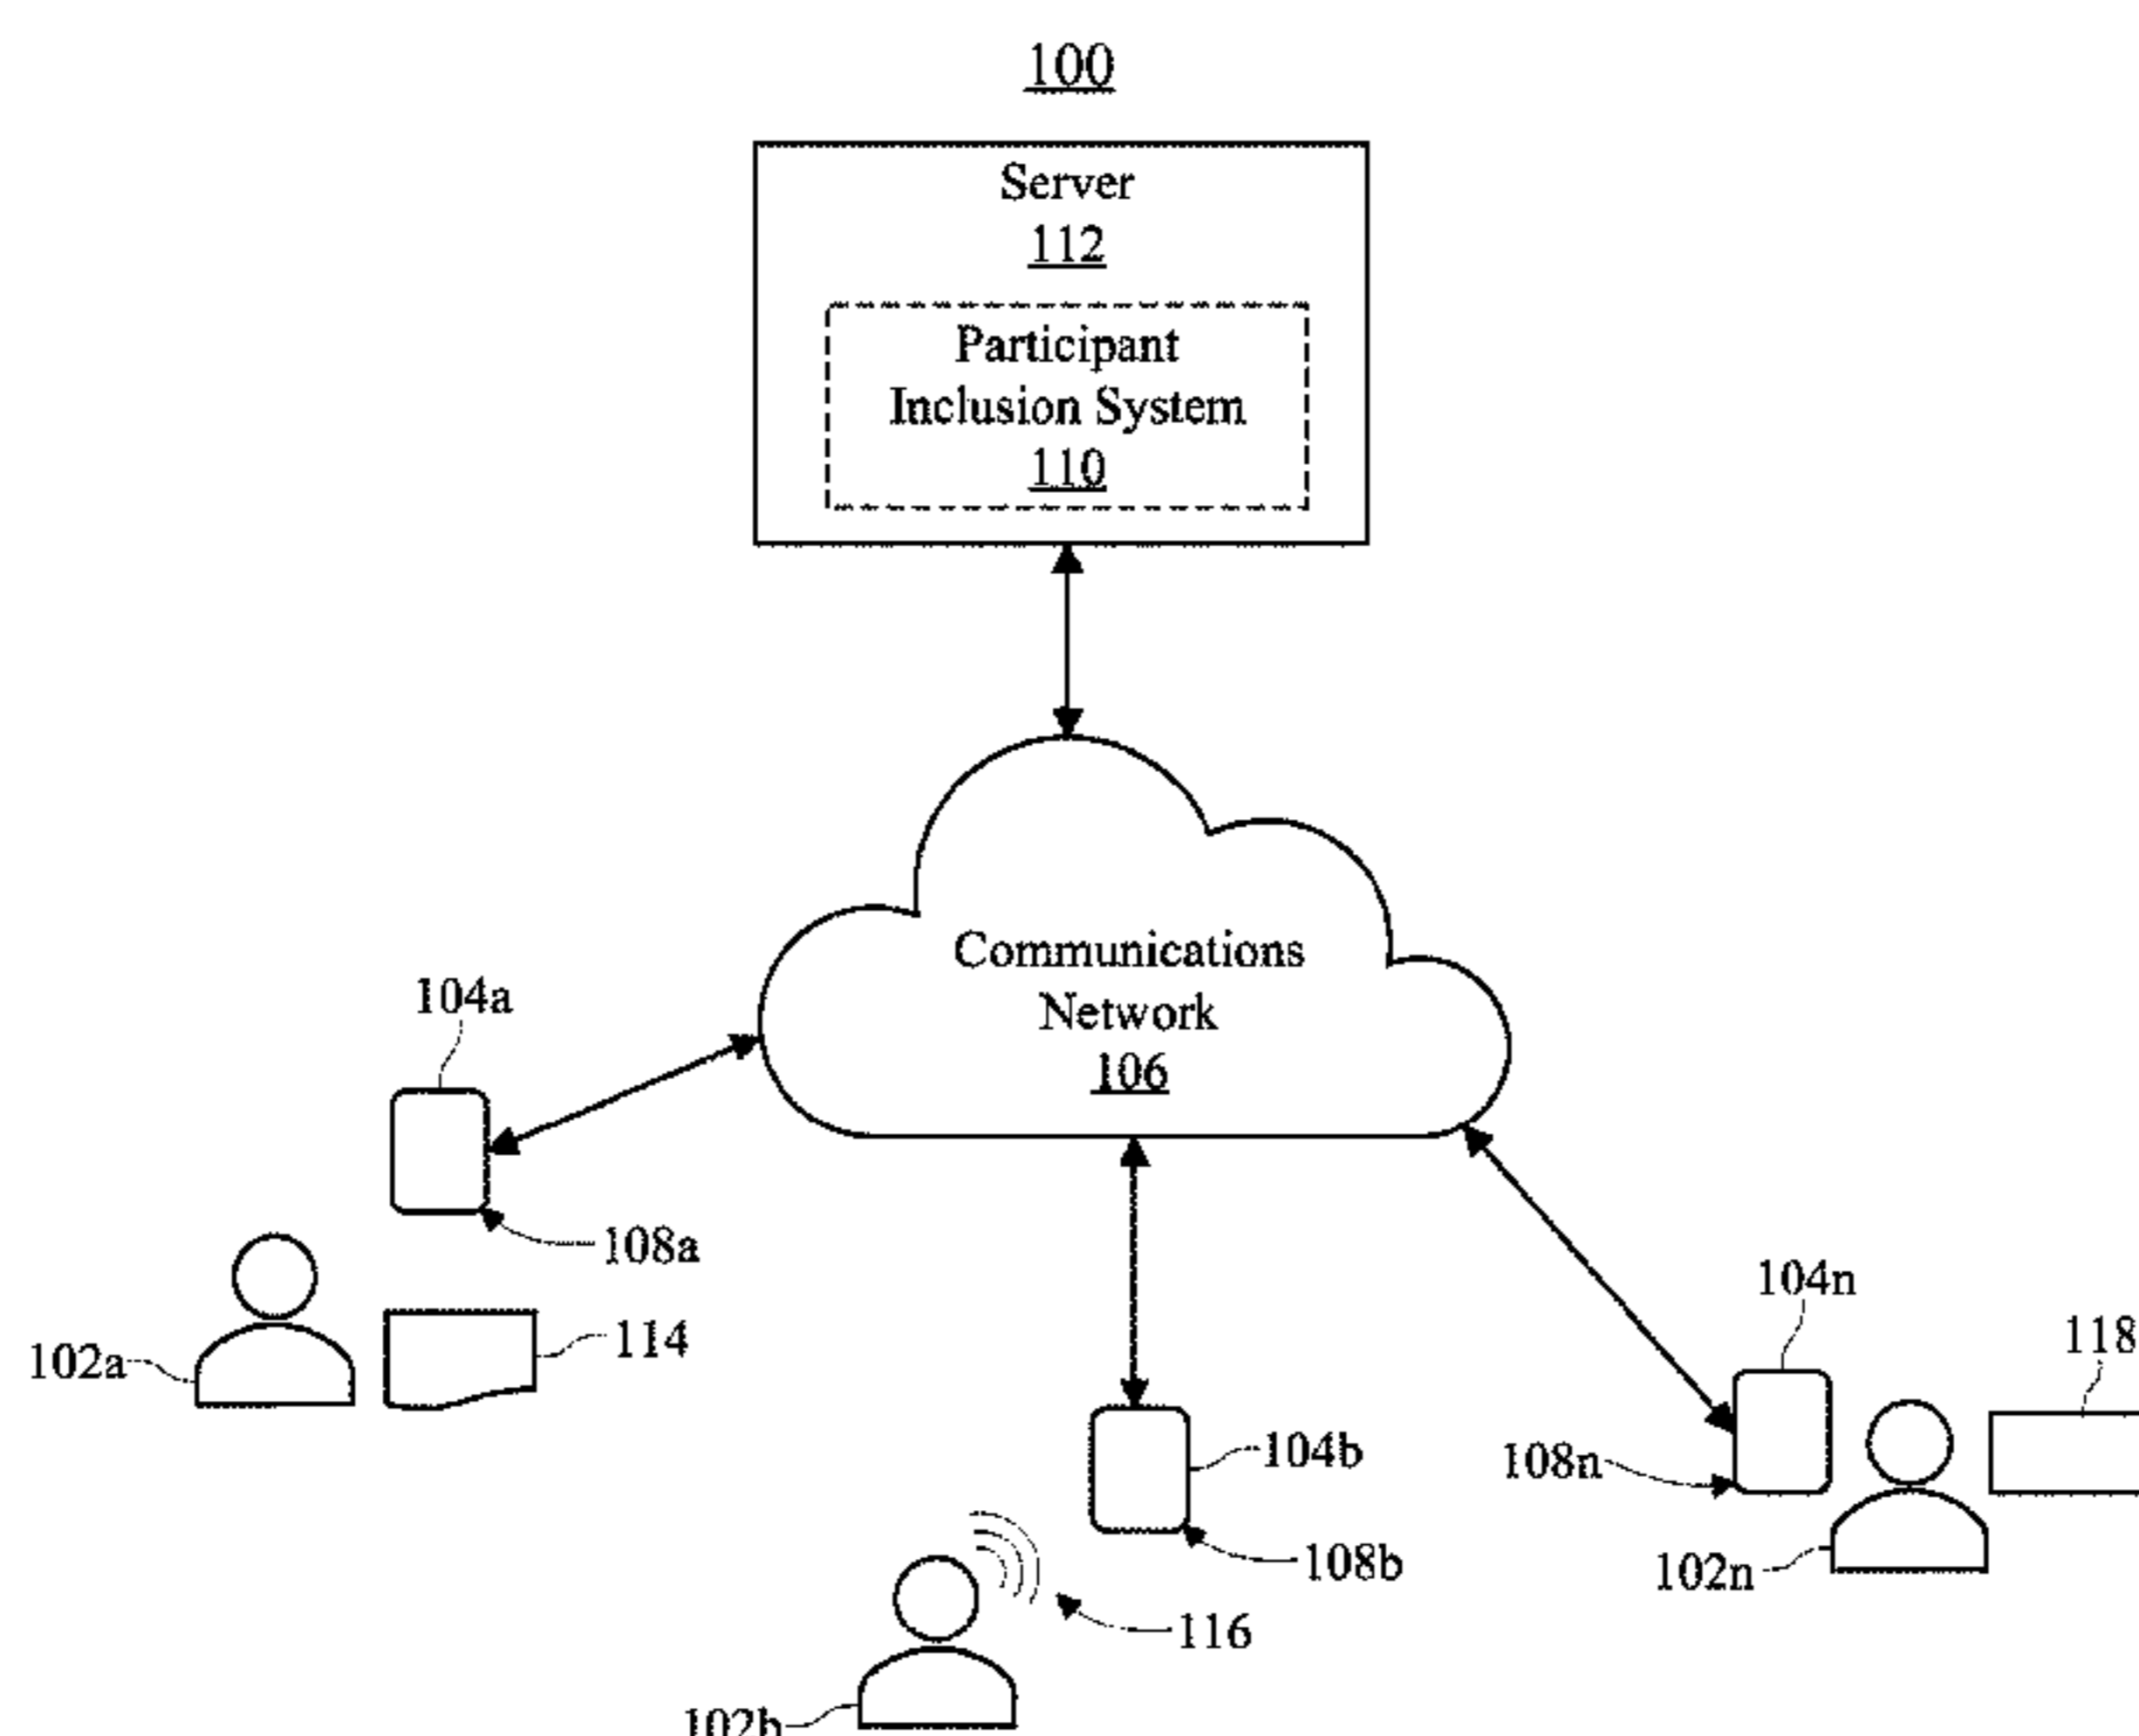 100
Server
112
Participant
Inclusion System
110
Communications
Network
106
104a
108a
102a
114
104n
118
104b
108n
108b
102n
116
102b